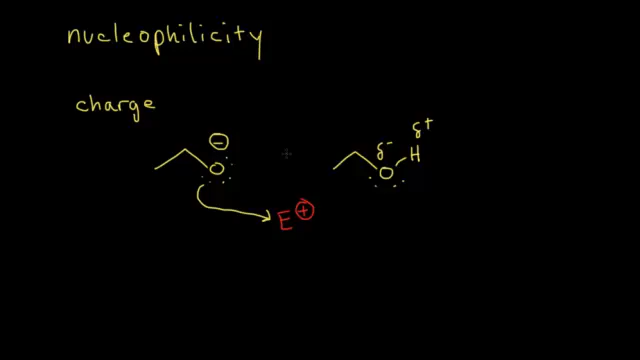 nucleophilicity
charge
δ+
⊖ δ- H
O O
E⊕